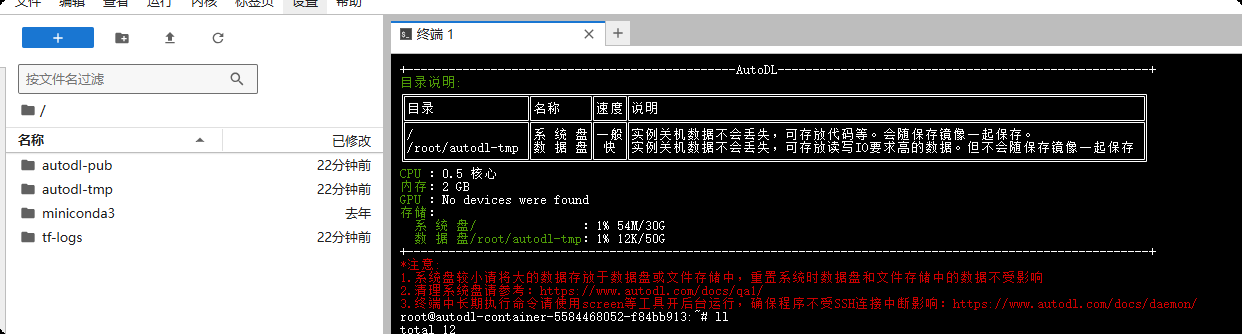 文件 编辑 查看 运行 内核 标签页 设置 帮助
按文件名过滤
/
名称 已修改
autodl-pub 22分钟前
autodl-tmp 22分钟前
miniconda3 去年
tf-logs 22分钟前
终端 1
AutoDL
目录说明:
目录 名称 速度 说明
/ 系 统 盘 一般 实例关机数据不会丢失，可存放代码等。会随保存镜像一起保存。
/root/autodl-tmp 数 据 盘 快 实例关机数据不会丢失，可存放读写IO要求高的数据。但不会随保存镜像一起保存
CPU : 0.5 核心
内存: 2 GB
GPU : No devices were found
存储:
系 统 盘/ : 1% 54M/30G
数 据 盘/root/autodl-tmp: 1% 12K/50G
*注意:
1.系统盘较小请将大的数据存放于数据盘或文件存储中，重置系统时数据盘和文件存储中的数据不受影响
2.清理系统盘请参考: https://www.autodl.com/docs/qa1/
3.终端中长期执行命令请使用screen等工具开后台运行，确保程序不受SSH连接中断影响: https://www.autodl.com/docs/daemon/
root@autodl-container-5584468052-f84bb913:~# ll
total 12